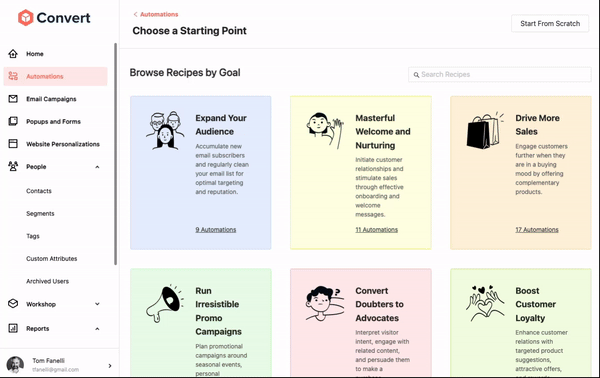 Convert
Home
Automations
Email Campaigns
Popups and Forms
Website Personalizations
People
Contacts
Segments
Tags
Custom Attributes
Archived Users
Workshop
Reports
Tom Fanelli
tfanelli@gmail.com
Automations
Choose a Starting Point
Start From Scratch
Browse Recipes by Goal
Search Recipes
Expand Your
Audience
Accumulate new
email subscribers
and regularly clean
your email list for
optimal targeting
and reputation.
9 Automations
Masterful
Welcome and
Nurturing
Initiate customer
relationships and
stimulate sales
through effective
onboarding and
welcome
messages.
11 Automations
Drive More
Sales
Engage customers
further when they
are in a buying
mood by offering
complementary
products.
17 Automations
Run
Irresistible
Promo
Campaigns
Plan promotional
campaigns around
seasonal events,
personal
Convert
Doubters to
Advocates
Interpret visitor
intent, engage with
related content,
and persuade them
to make a
Boost
Customer
Loyalty
Enhance customer
relations with
targeted product
suggestions,
attractive offers,